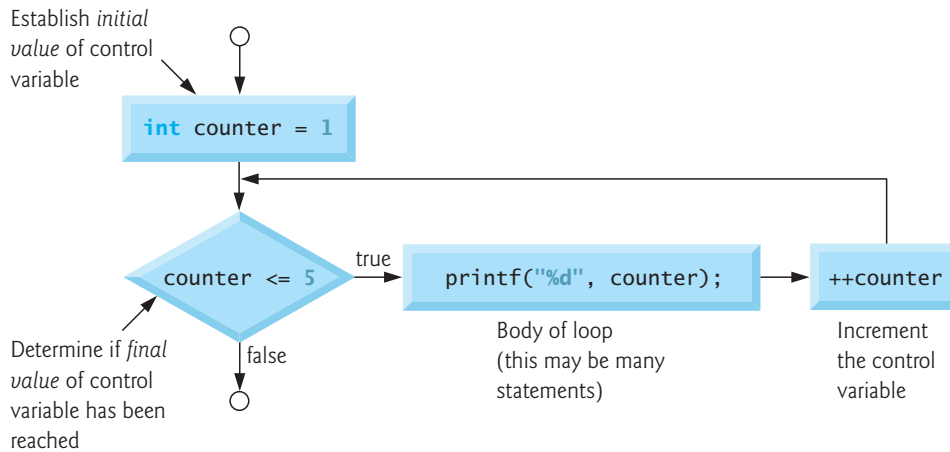 Establish initial
value of control
variable
int counter = 1
counter <= 5
true
printf("%d", counter);
++counter
Body of loop
(this may be many
statements)
Increment
the control
variable
false
Determine if final
value of control
variable has been
reached